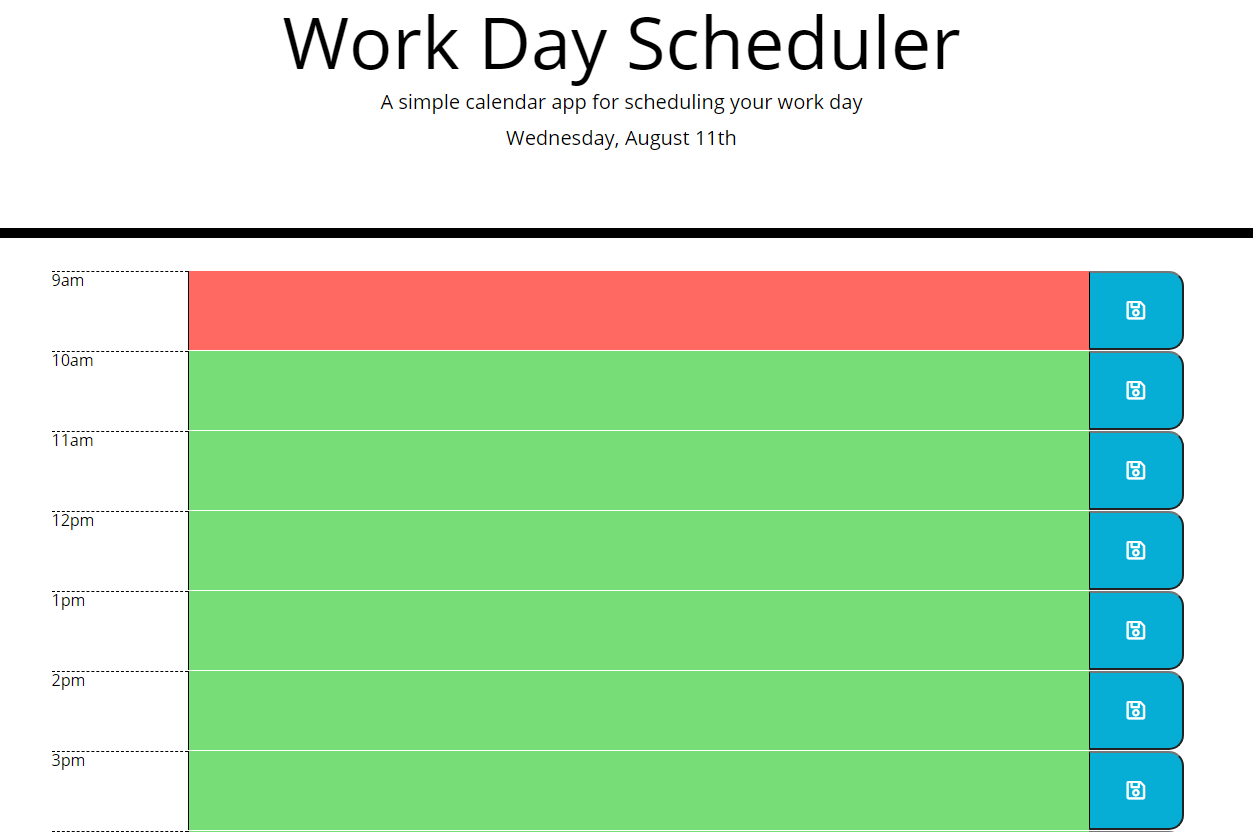 Work Day Scheduler
A simple calendar app for scheduling your work day
Wednesday, August 11th
9am
10am
11am
12pm
1pm
2pm
3pm